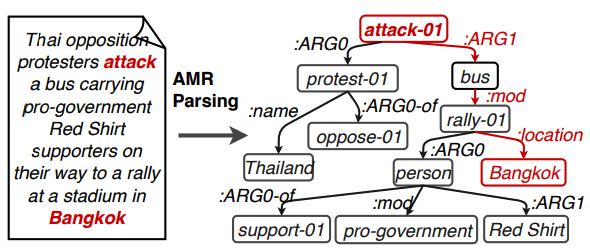 Thai opposition
protesters attack
a bus carrying
pro-government
Red Shirt
supporters on
their way to a rally
at a stadium in
Bangkok
AMR
Parsing
attack-01
:ARG0
:ARG1
protest-01
bus
:mod
:name
:ARG0-of
rally-01
oppose-01
:ARG0
:location
Thailand
person
Bangkok
:ARG0-of
:mod
:ARG1
support-01
pro-government
Red Shirt